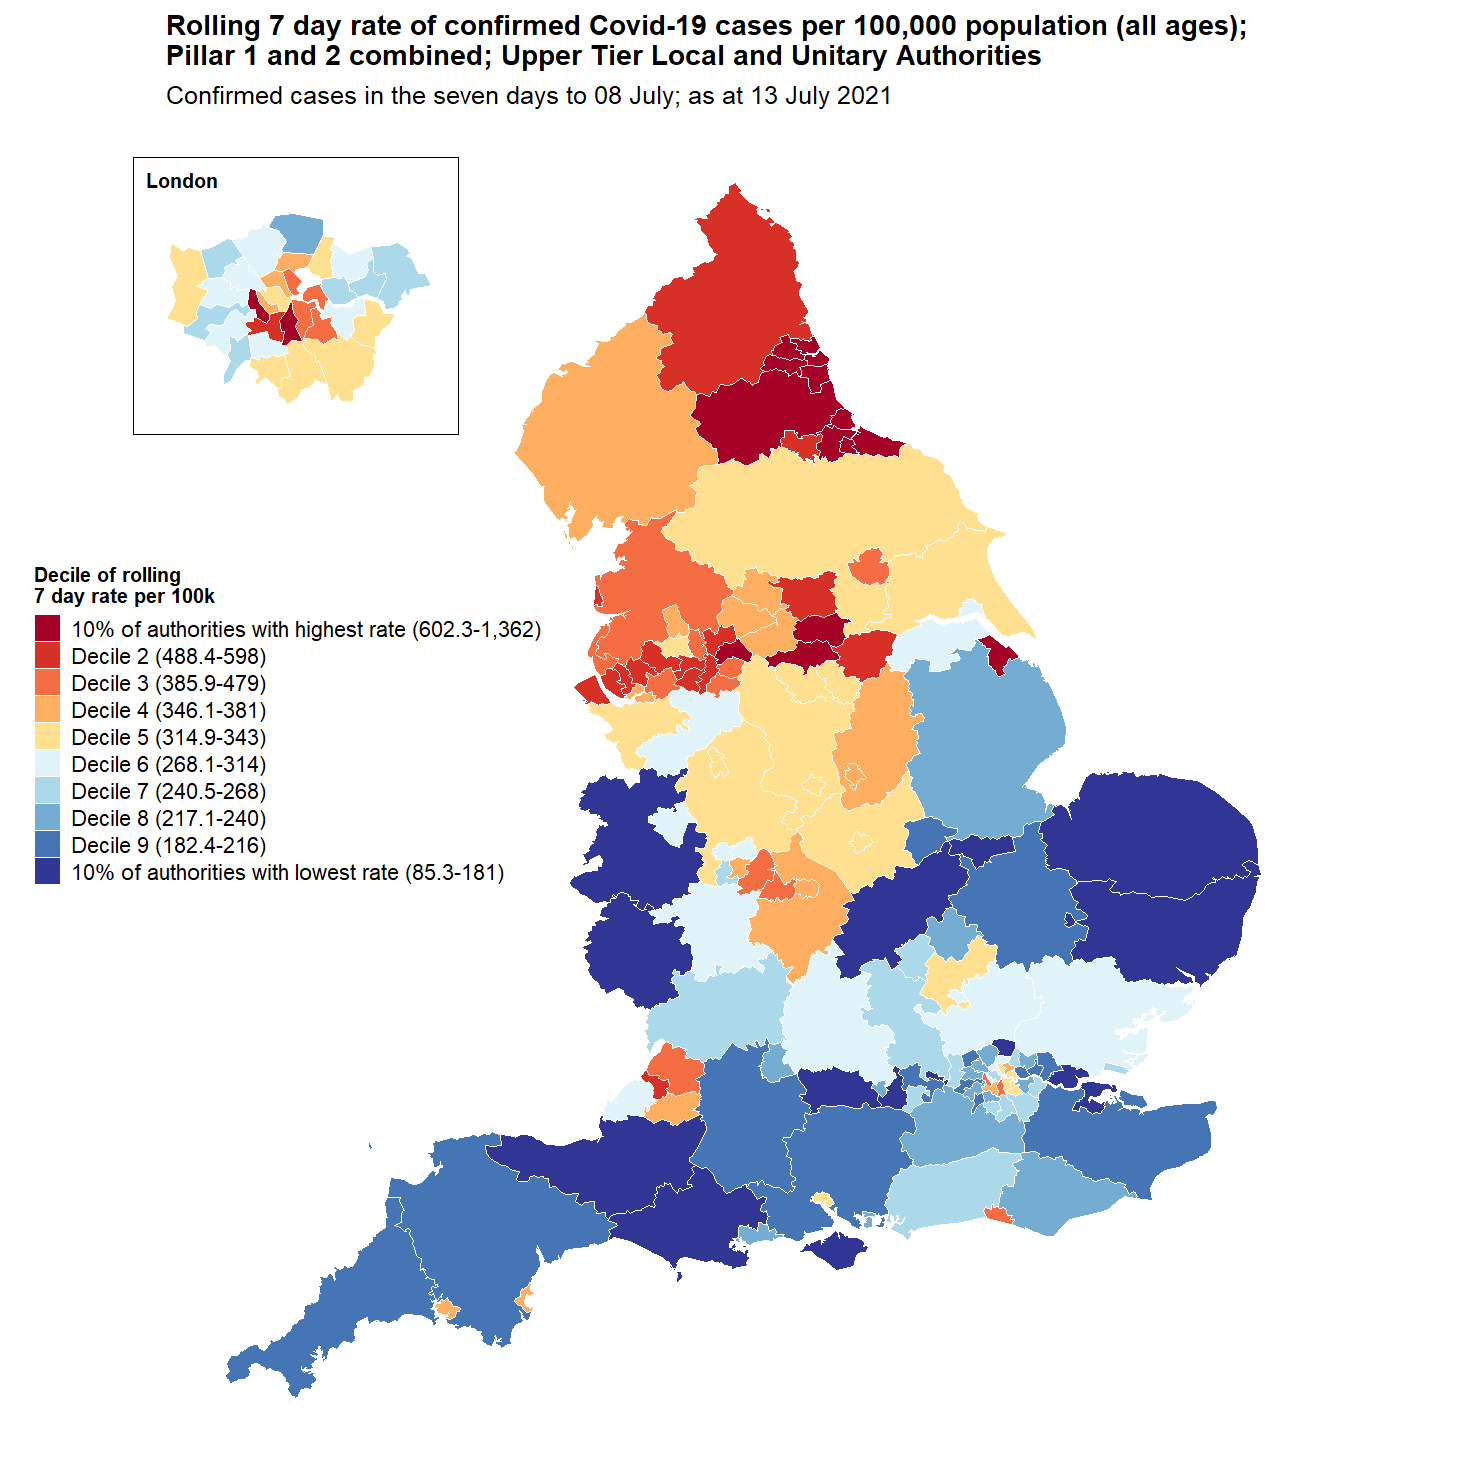 Rolling 7 day rate of confirmed Covid-19 cases per 100,000 population (all ages);
Pillar 1 and 2 combined; Upper Tier Local and Unitary Authorities
Confirmed cases in the seven days to 08 July; as at 13 July 2021
London
Decile of rolling
7 day rate per 100k
10% of authorities with highest rate (602.3-1,362)
Decile 2 (488.4-598)
Decile 3 (385.9-479)
Decile 4 (346.1-381)
Decile 5 (314.9-343)
Decile 6 (268.1-314)
Decile 7 (240.5-268)
Decile 8 (217.1-240)
Decile 9 (182.4-216)
10% of authorities with lowest rate (85.3-181)